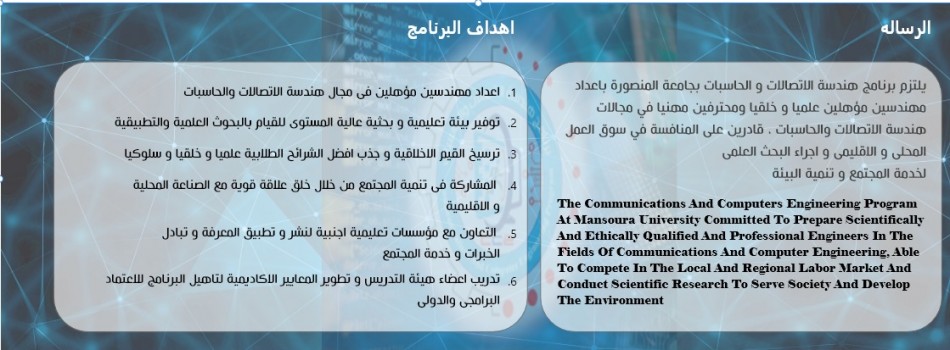 الرساله
يلتزم برنامج هندسة الاتصالات و الحاسبات بجامعة المنصورة باعداد
مهندسين مؤهلين علميا و خلقيا ومحترفين مهنيا في مجالات
هندسة الاتصالات والحاسبات ، قادرين على المنافسة في سوق العمل
المحلى و الاقليمى و اجراء البحث العلمى
لخدمة المجتمع و تنمية البيئة
The Communications And Computers Engineering Program
At Mansoura University Committed To Prepare Scientifically
And Ethically Qualified And Professional Engineers In The
Fields Of Communications And Computer Engineering, Able
To Compete In The Local And Regional Labor Market And
Conduct Scientific Research To Serve Society And Develop
The Environment
اهداف البرنامج
1. اعداد مهندسين مؤهلين فى مجال هندسة الاتصالات والحاسبات
2. توفير بيئة تعليمية و بحثية عالية المستوى للقيام بالبحوث العلمية والتطبيقية
3. ترسيخ القيم الاخلاقية و جذب افضل الشرائح الطلابية علميا و خلقيا و سلوكيا
4. المشاركة فى تنمية المجتمع من خلال خلق علاقة قوية مع الصناعة المحلية
و الاقليمية
5. التعاون مع مؤسسات تعليمية اجنبية لنشر و تطبيق المعرفة و تبادل
الخبرات و خدمة المجتمع
6. تدريب اعضاء هيئة التدريس و تطوير المعايير الاكاديمية لتاهيل البرنامج للاعتماد
البرامجى والدولى